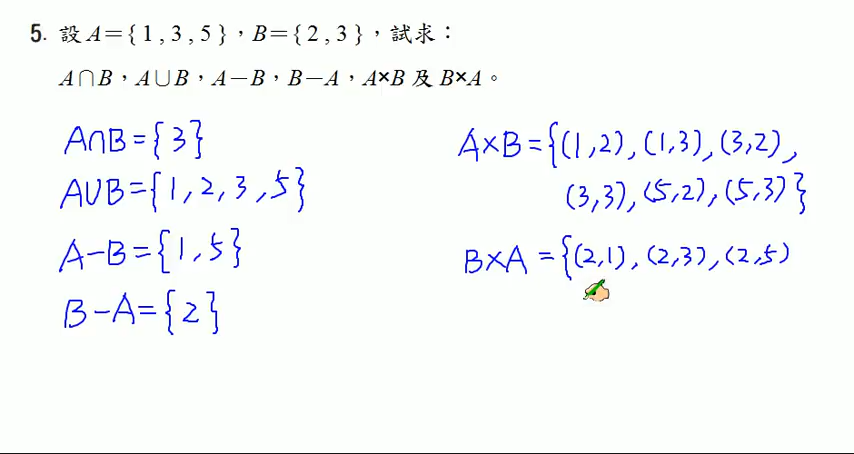 5. 設 A={1,3,5}，B={2,3}，試求：
A∩B，A∪B，A－B，B－A，A×B 及 B×A。
A∩B={3}
A∪B={1,2,3,5}
A-B={1,5}
B-A={2}
A×B={(1,2),(1,3),(3,2),
(3,3),(5,2),(5,3)}
B×A={(2,1),(2,3),(2,5)